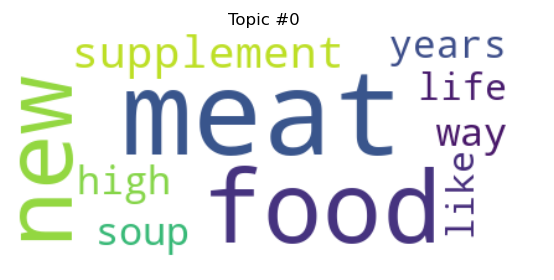 Topic #0
supplement
years
meat
life
new
way
high
food
like
soup